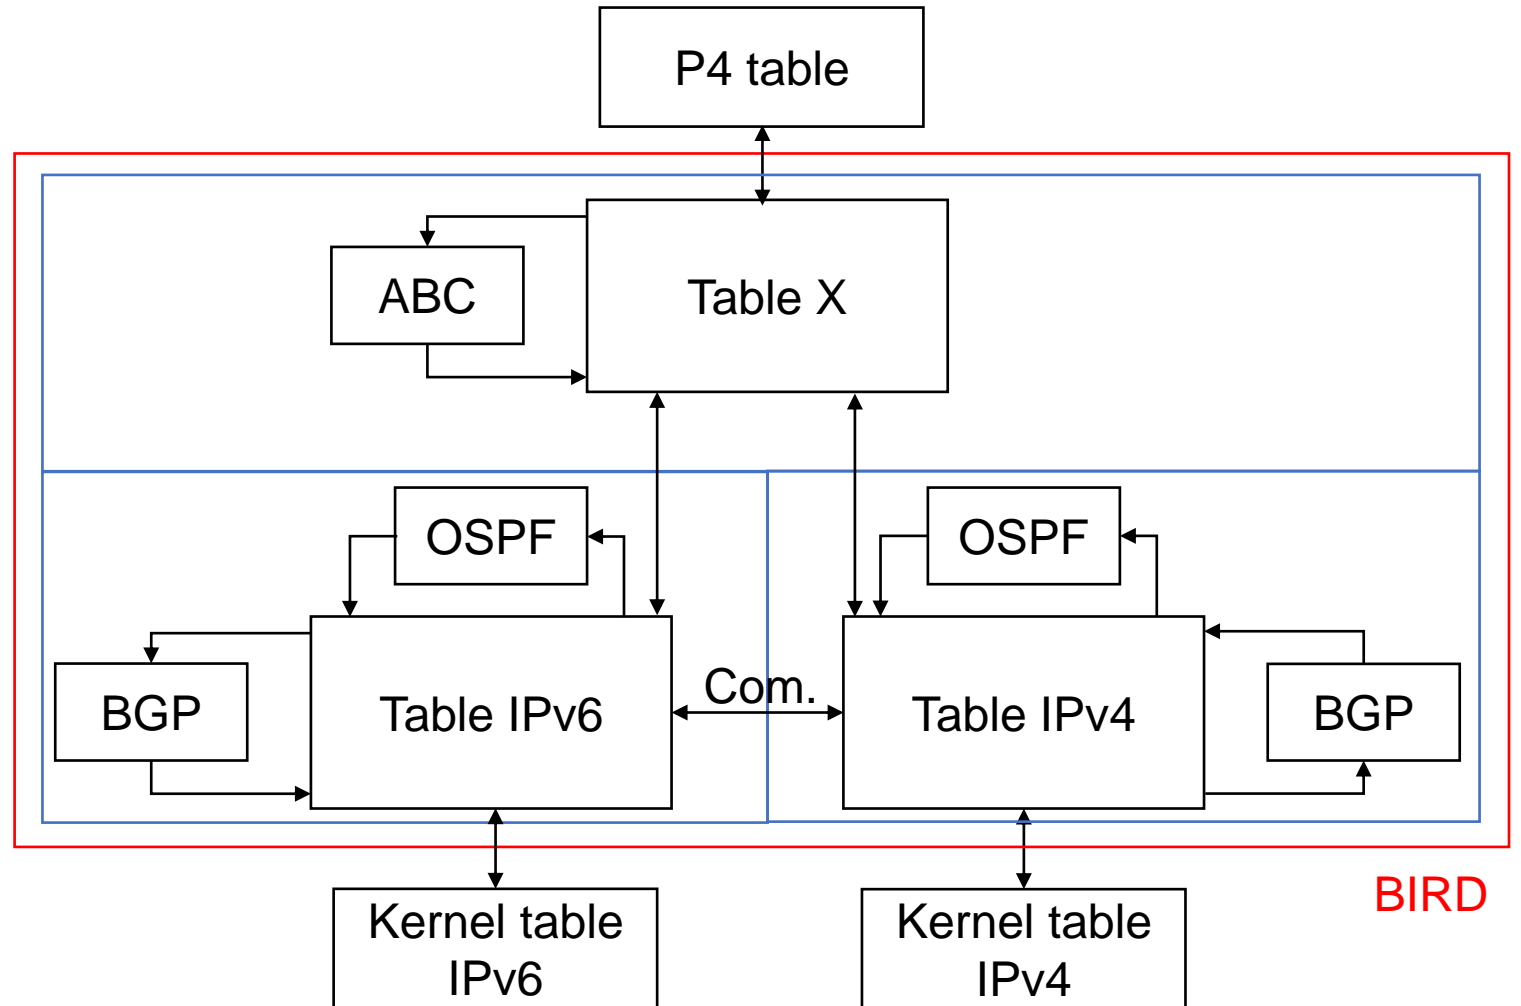 P4 table
ABC
Table X
OSPF
OSPF
BGP
Table IPv6
Com.
Table IPv4
BGP
BIRD
Kernel table
IPv6
Kernel table
IPv4